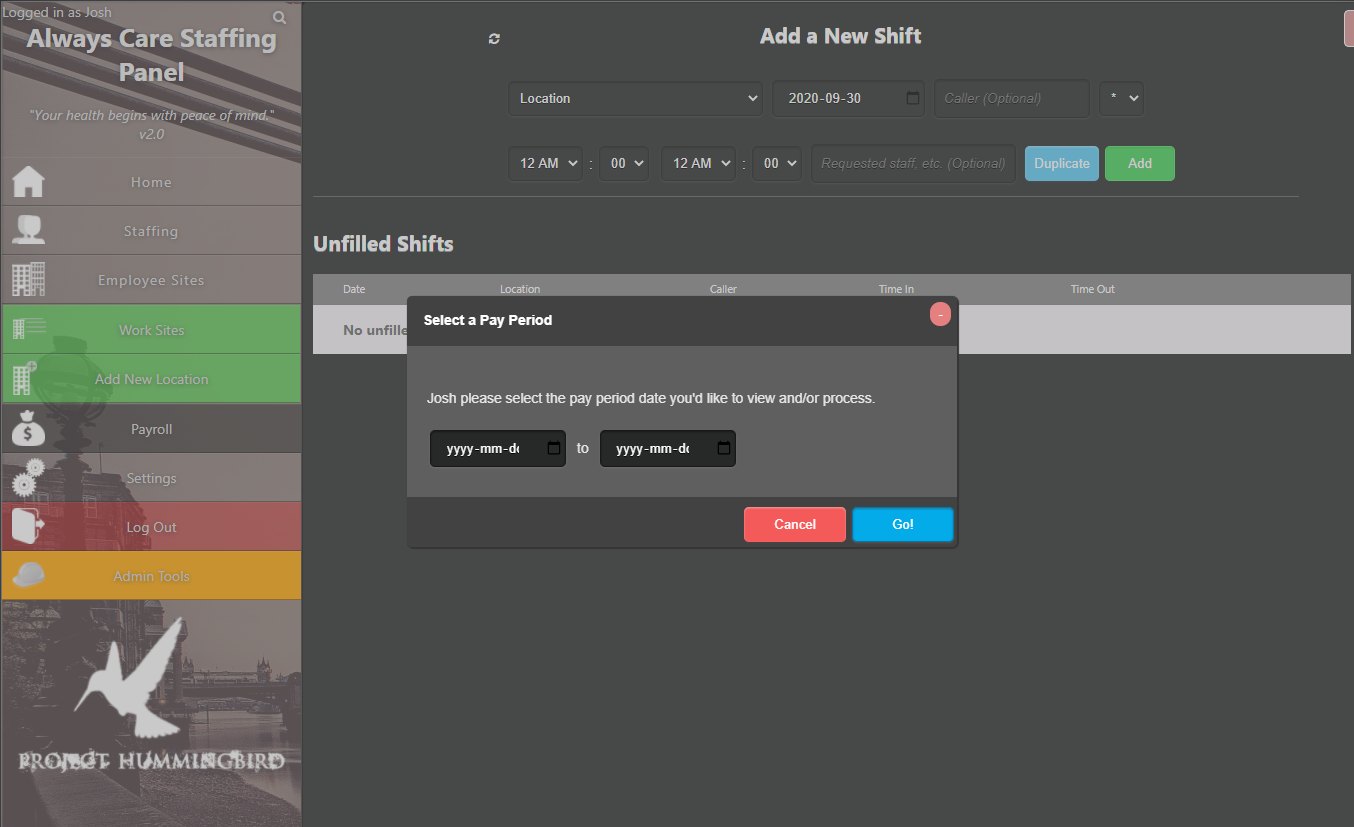 Logged in as Josh
Always Care Staffing
Panel
"Your health begins with peace of mind."
v2.0
Home
Staffing
Employee Sites
Work Sites
Add New Location
Payroll
Settings
Log Out
Admin Tools
PROJECT HUMMINGBIRD
Add a New Shift
Location 2020-09-30 Caller (Optional) *
12 AM : 00 12 AM : 00 Requested staff, etc. (Optional) Duplicate Add
Unfilled Shifts
Date Location Caller Time In Time Out
No unfille
Select a Pay Period -
Josh please select the pay period date you'd like to view and/or process.
yyyy-mm-dd to yyyy-mm-dd
Cancel Go!